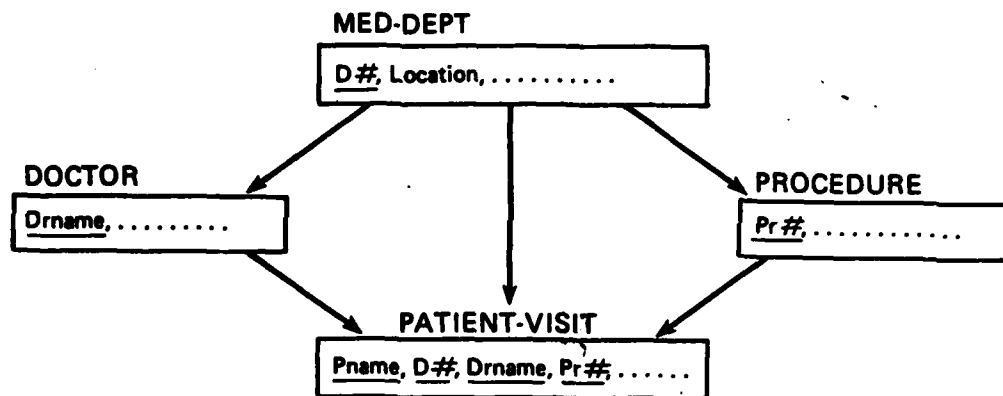 MED-DEPT
D#, Location, ..........
DOCTOR
Drname, .........
PROCEDURE
Pr#, ............
PATIENT-VISIT
Pname, D#, Drname, Pr#, ......